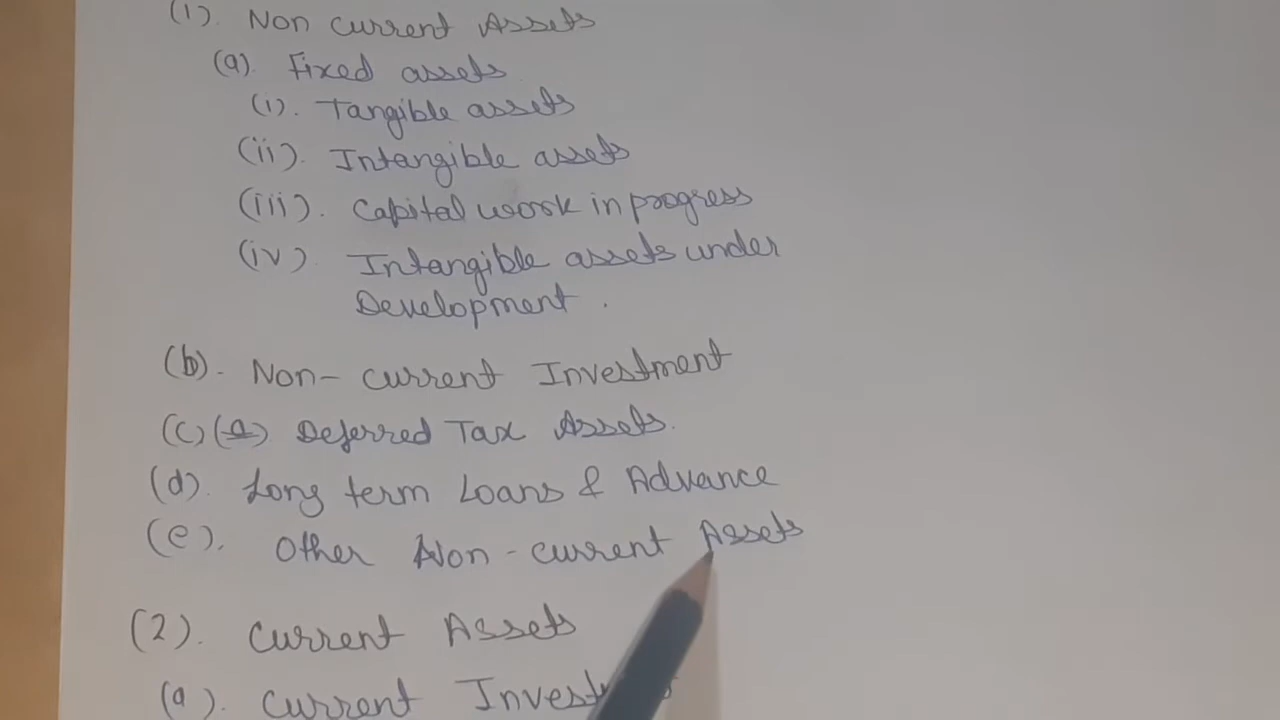 (1). Non current Assets
(a). Fixed assets
(i). Tangible assets
(ii). Intangible assets
(iii). Capital work in progress
(iv). Intangible assets under
Development.
(b). Non-current Investment
(c) (a) Deferred Tax Assets.
(d). Long term Loans & Advance
(e). Other Non-current Assets
(2). Current Assets
(a). Current